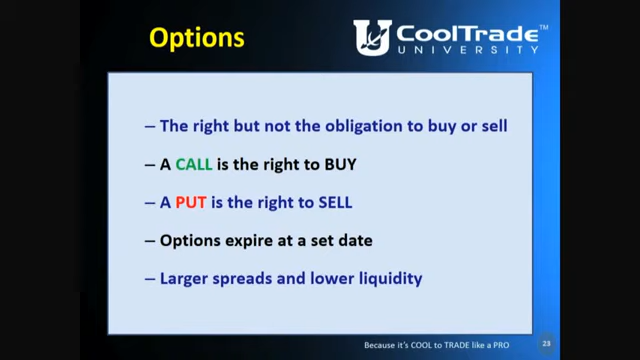 Options
CoolTrade™
UNIVERSITY
– The right but not the obligation to buy or sell
– A CALL is the right to BUY
– A PUT is the right to SELL
– Options expire at a set date
– Larger spreads and lower liquidity
Because it's COOL to TRADE like a PRO
23